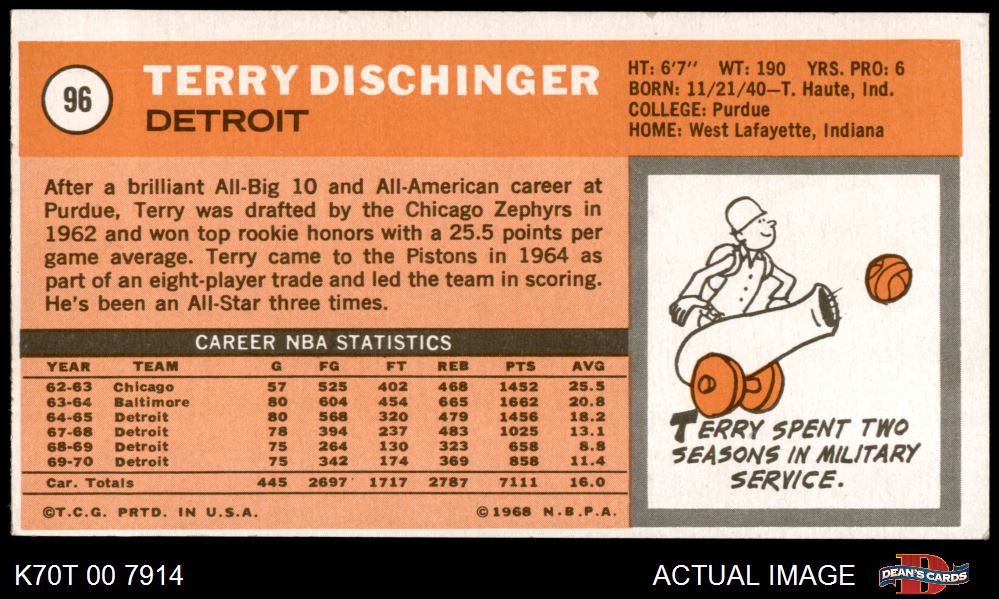 96
TERRY DISCHINGER
DETROIT
HT: 6'7" WT: 190 YRS. PRO: 6
BORN: 11/21/40—T. Haute, Ind.
COLLEGE: Purdue
HOME: West Lafayette, Indiana
After a brilliant All-Big 10 and All-American career at
Purdue, Terry was drafted by the Chicago Zephyrs in
1962 and won top rookie honors with a 25.5 points per
game average. Terry came to the Pistons in 1964 as
part of an eight-player trade and led the team in scoring.
He's been an All-Star three times.
CAREER NBA STATISTICS
YEAR TEAM G FG FT REB PTS AVG
62-63 Chicago 57 525 402 468 1452 25.5
63-64 Baltimore 80 604 454 665 1662 20.8
64-65 Detroit 80 568 320 479 1456 18.2
67-68 Detroit 78 394 237 483 1025 13.1
68-69 Detroit 75 264 130 323 658 8.8
69-70 Detroit 75 342 174 369 858 11.4
Car. Totals 445 2697 1717 2787 7111 16.0
©T.C.G. PRTD. IN U.S.A. ©1968 N.B.P.A.
TERRY SPENT TWO
SEASONS IN MILITARY
SERVICE.
K70T 00 7914 ACTUAL IMAGE
D
DEAN'S CARDS